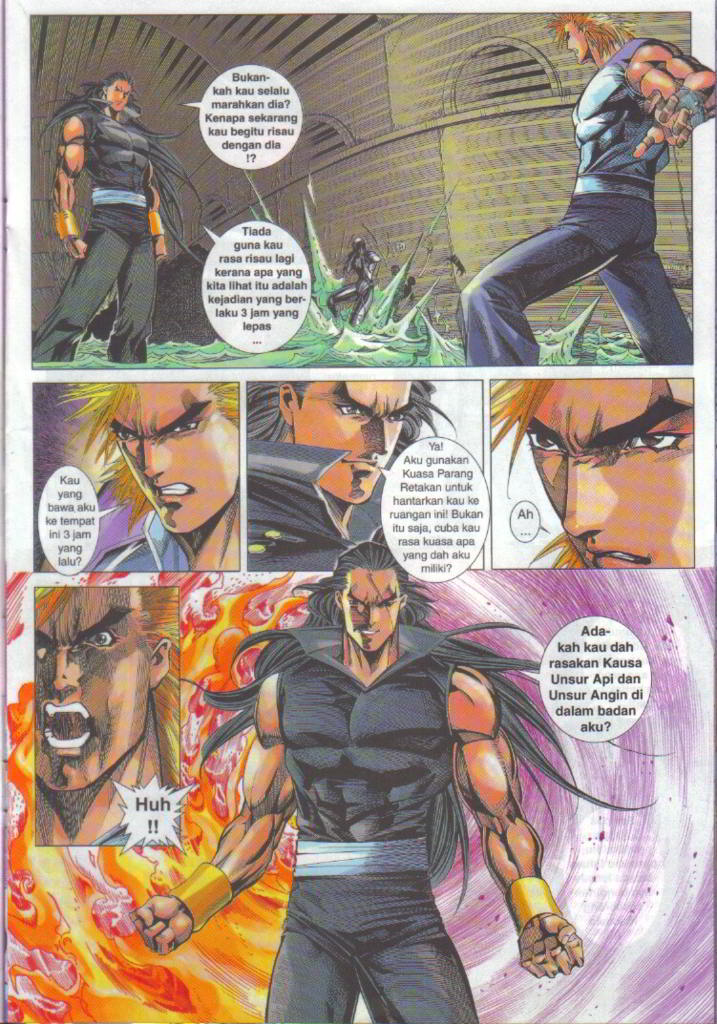 Bukan-
kah kau selalu
marahkan dia?
Kenapa sekarang
kau begitu risau
dengan dia
!?
Tiada
guna kau
rasa risau lagi
kerana apa yang
kita lihat itu adalah
kejadian yang ber-
laku 3 jam yang
lepas
...
Kau
yang
bawa aku
ke tempat
ini 3 jam
yang
lalu?
Ya!
Aku gunakan
Kuasa Parang
Retakan untuk
hantarkan kau ke
ruangan ini! Bukan
itu saja, cuba kau
rasa kuasa apa
yang dah aku
miliki?
Ah
...
Huh
!!
Ada-
kah kau dah
rasakan Kausa
Unsur Api dan
Unsur Angin di
dalam badan
aku?